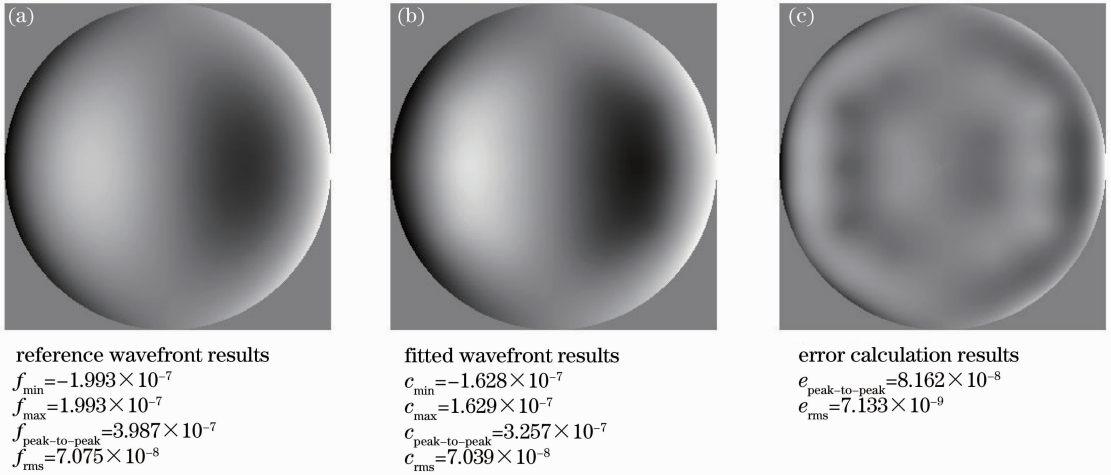 (a)
(b)
(c)
reference wavefront results
f_min=−1.993×10⁻⁷
f_max=1.993×10⁻⁷
f_peak−to−peak=3.987×10⁻⁷
f_rms=7.075×10⁻⁸
fitted wavefront results
c_min=−1.628×10⁻⁷
c_max=1.629×10⁻⁷
c_peak−to−peak=3.257×10⁻⁷
c_rms=7.039×10⁻⁸
error calculation results
e_peak−to−peak=8.162×10⁻⁸
e_rms=7.133×10⁻⁹